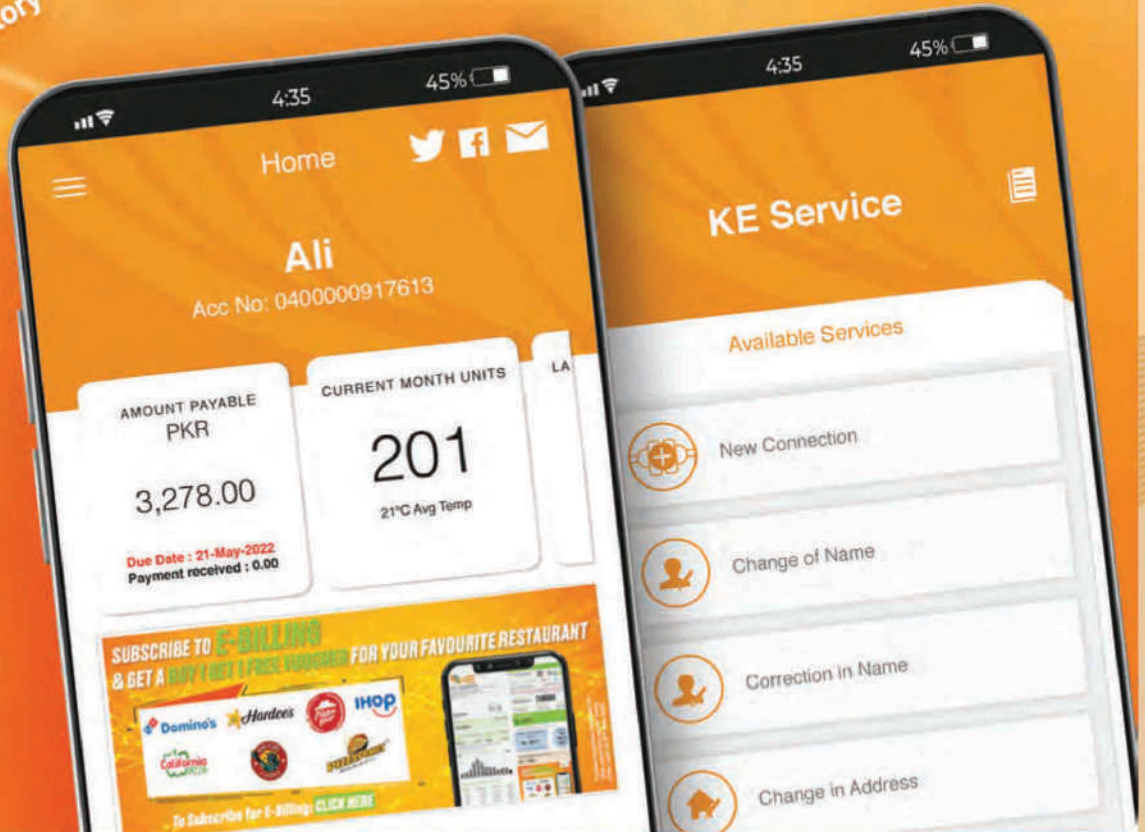 tory
4:35
45%
Home
Ali
Acc No: 0400000917613
AMOUNT PAYABLE
PKR
3,278.00
Due Date : 21-May-2022
Payment received : 0.00
CURRENT MONTH UNITS
201
21°C Avg Temp
LA
SUBSCRIBE TO E-BILLING
& GET A BUY 1 GET 1 FREE VOUCHER FOR YOUR FAVOURITE RESTAURANT
Domino's
Hardee's
IHOP
California
PIZZA
To Subscribe for E-Billing: CLICK HERE
4:35
45%
KE Service
Available Services
New Connection
Change of Name
Correction in Name
Change in Address